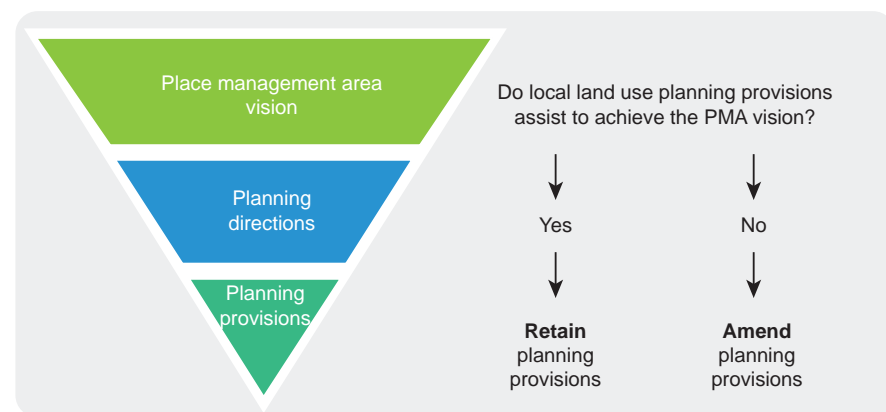 Place management area
vision
Planning
directions
Planning
provisions
Do local land use planning provisions
assist to achieve the PMA vision?
Yes
No
Retain
planning
provisions
Amend
planning
provisions